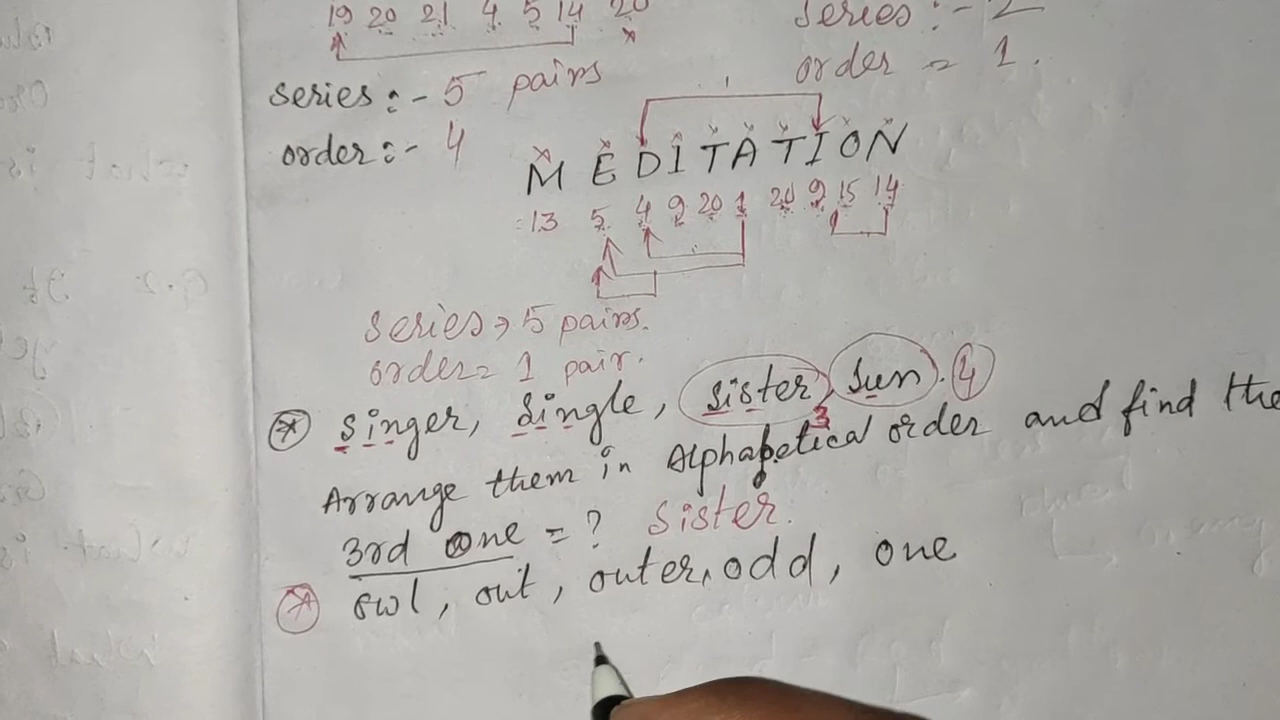 19 20 21 4 5 14 20
series :- 2
order = 1.
series :- 5 pairs
order :- 4
M E D I T A T I O N
13 5 4 9 20 1 20 9 15 14
series → 5 pairs.
order = 1 pair.
singer, single, sister, sun. 4
3
Arrange them in Alphabetical order and find the
3rd one = ? sister.
owl, out, outer, odd, one